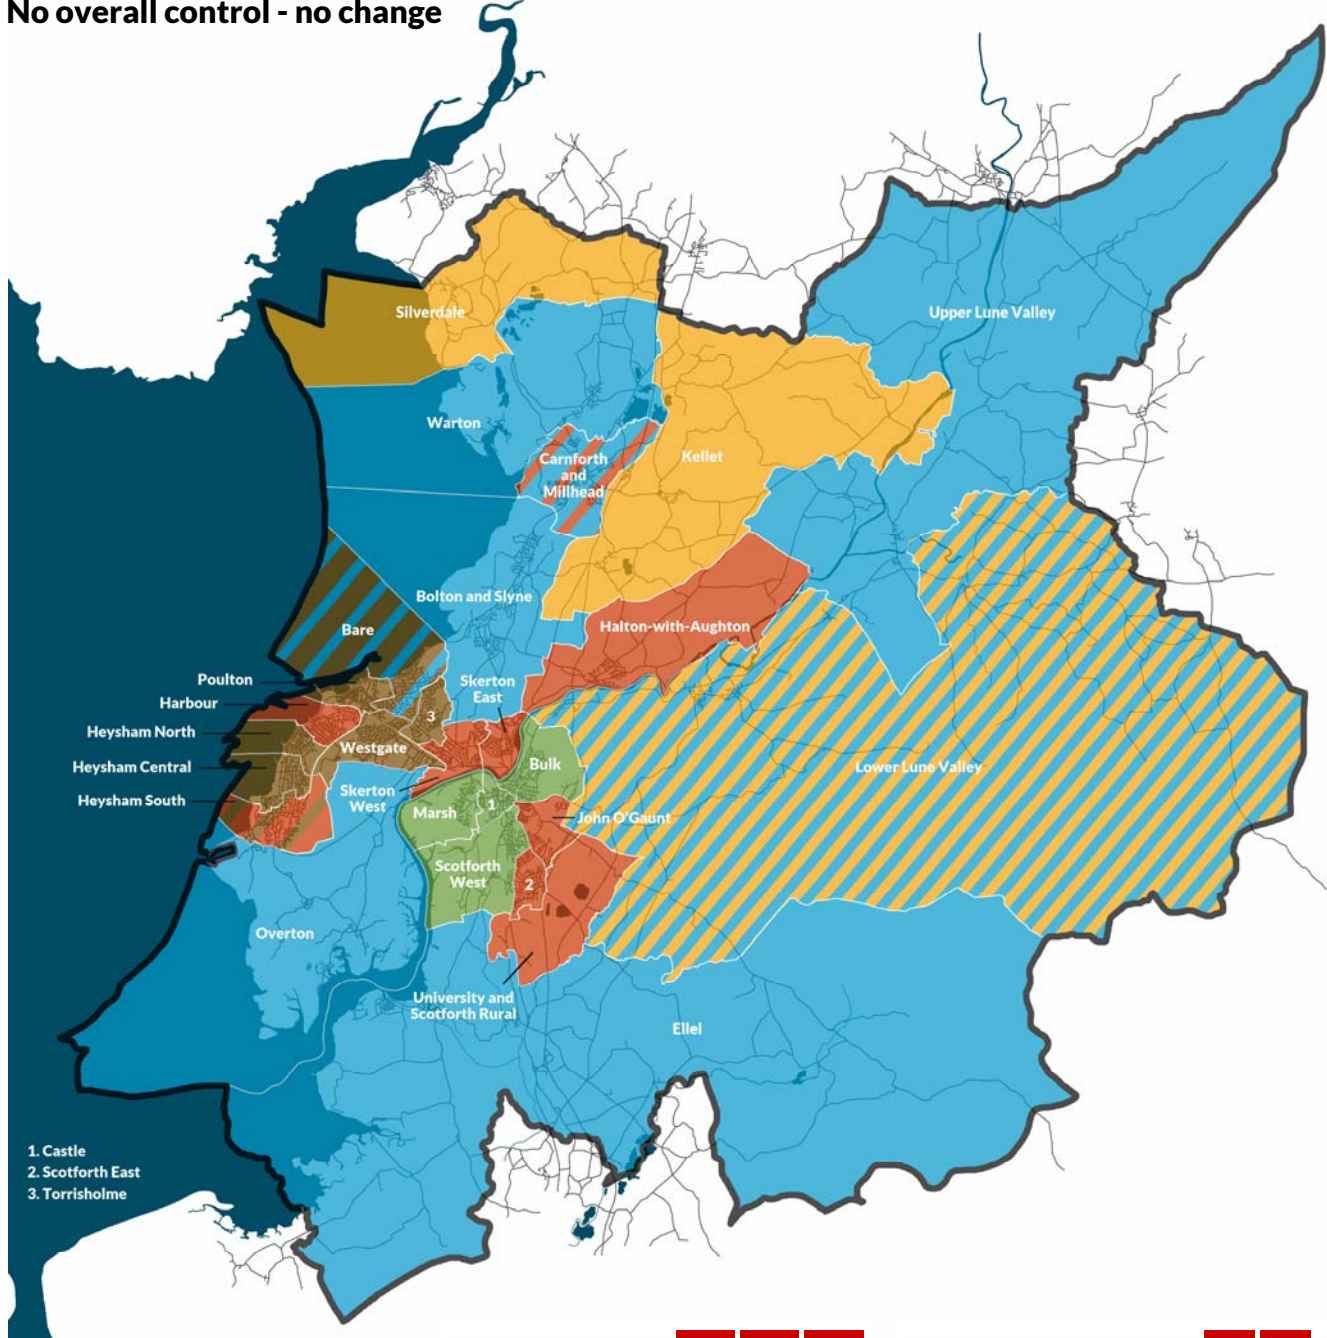 No overall control - no change
Silverdale
Upper Lune Valley
Warton
Kellet
Carnforth
and
Millhead
Bolton and Slyne
Bare
Halton-with-Aughton
Poulton
Skerton
East
Harbour
3
Heysham North
Westgate
Bulk
Heysham Central
Lower Lune Valley
Skerton
West
Heysham South
1
Marsh
John O'Gaunt
Scotforth
West
2
Overton
University and
Scotforth Rural
Ellel
1. Castle
2. Scotforth East
3. Torrisholme